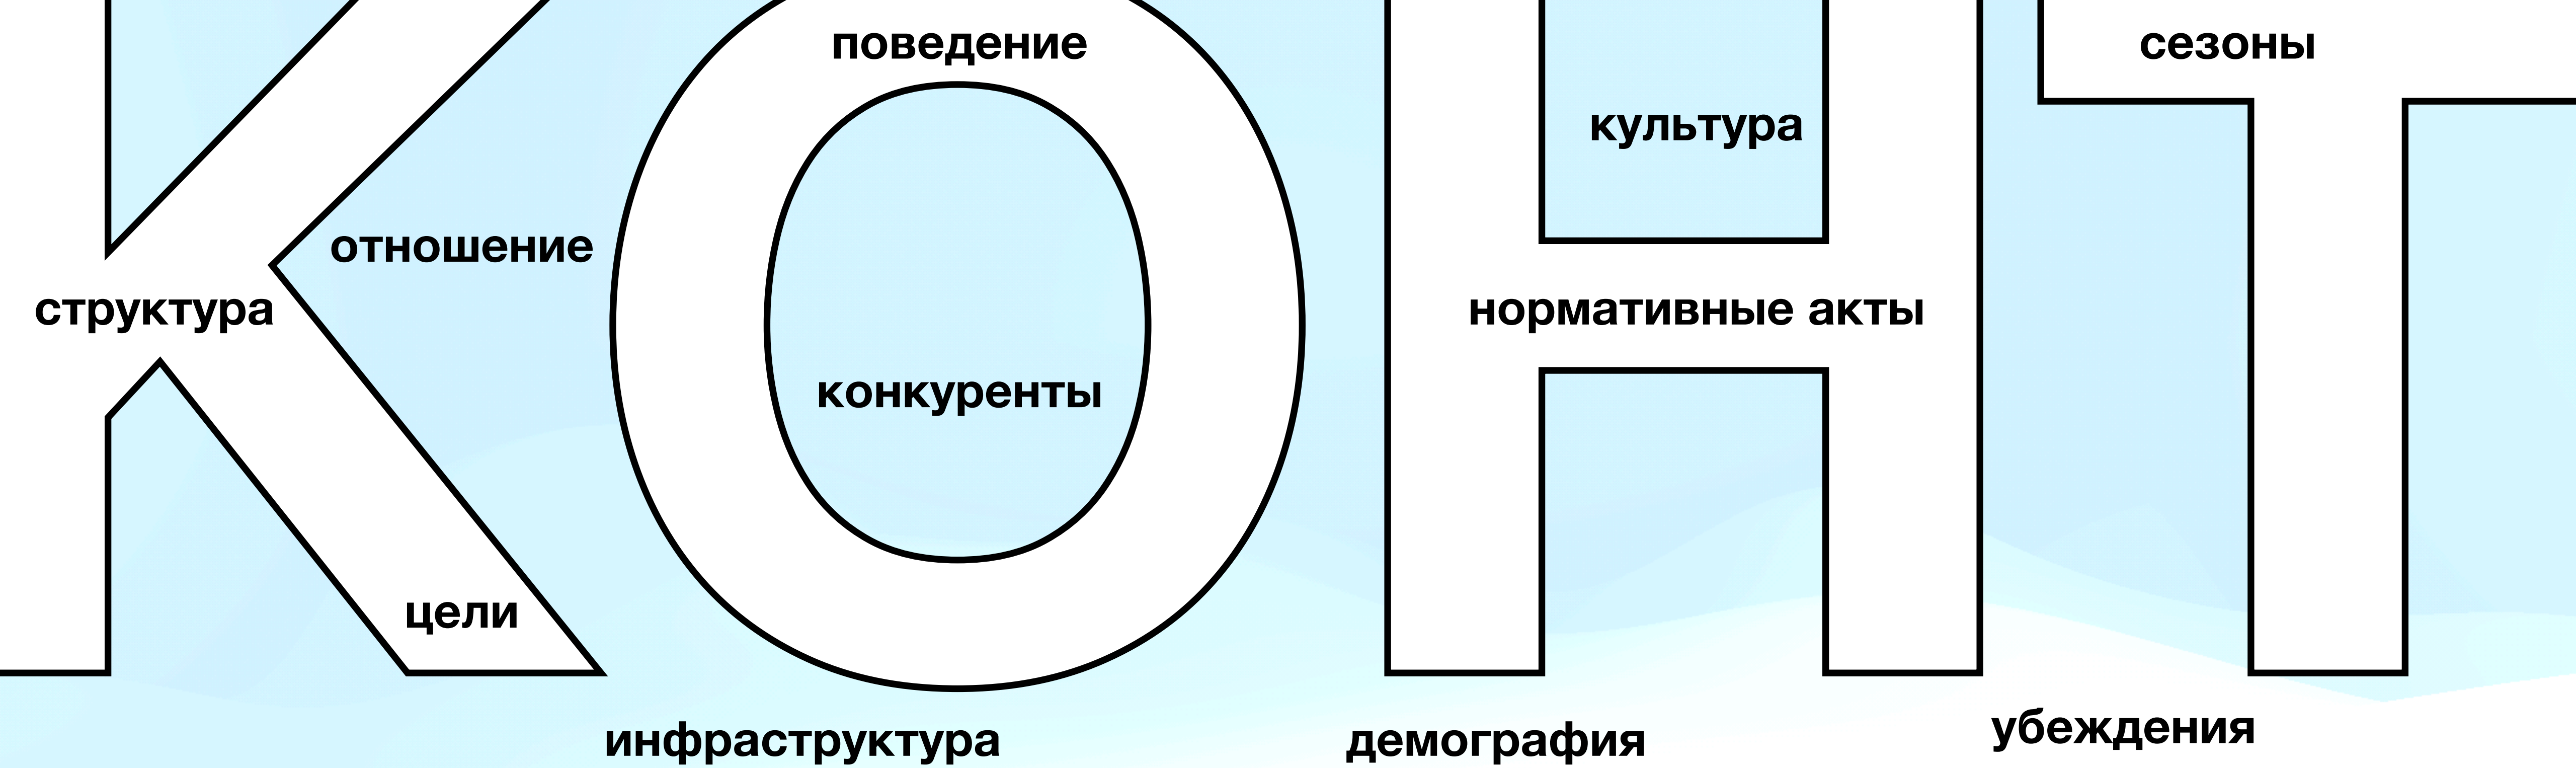 КОНТ
поведение
сезоны
культура
отношение
структура
нормативные акты
конкуренты
цели
инфраструктура
демография
убеждения